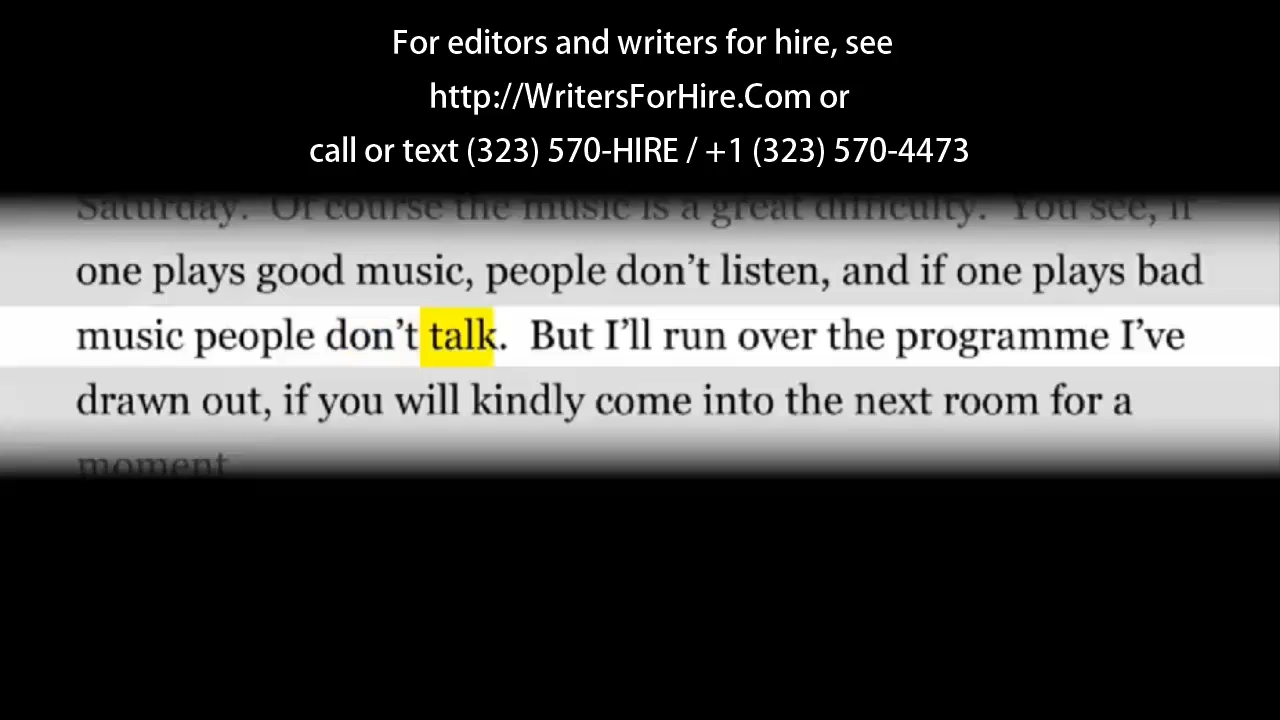 For editors and writers for hire, see
http://WritersForHire.Com or
call or text (323) 570-HIRE / +1 (323) 570-4473
Saturday.  Of course the music is a great difficulty.  You see, if
one plays good music, people don’t listen, and if one plays bad
music people don’t talk.  But I’ll run over the programme I’ve
drawn out, if you will kindly come into the next room for a
moment